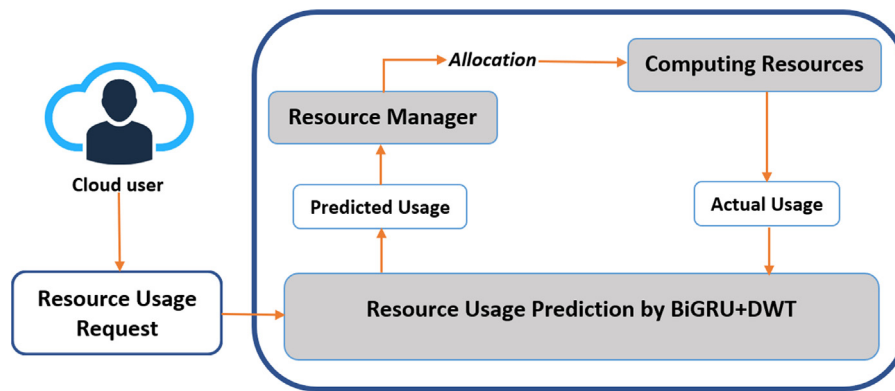 Allocation
Computing Resources
Resource Manager
Cloud user
Predicted Usage
Actual Usage
Resource Usage
Request
Resource Usage Prediction by BiGRU+DWT